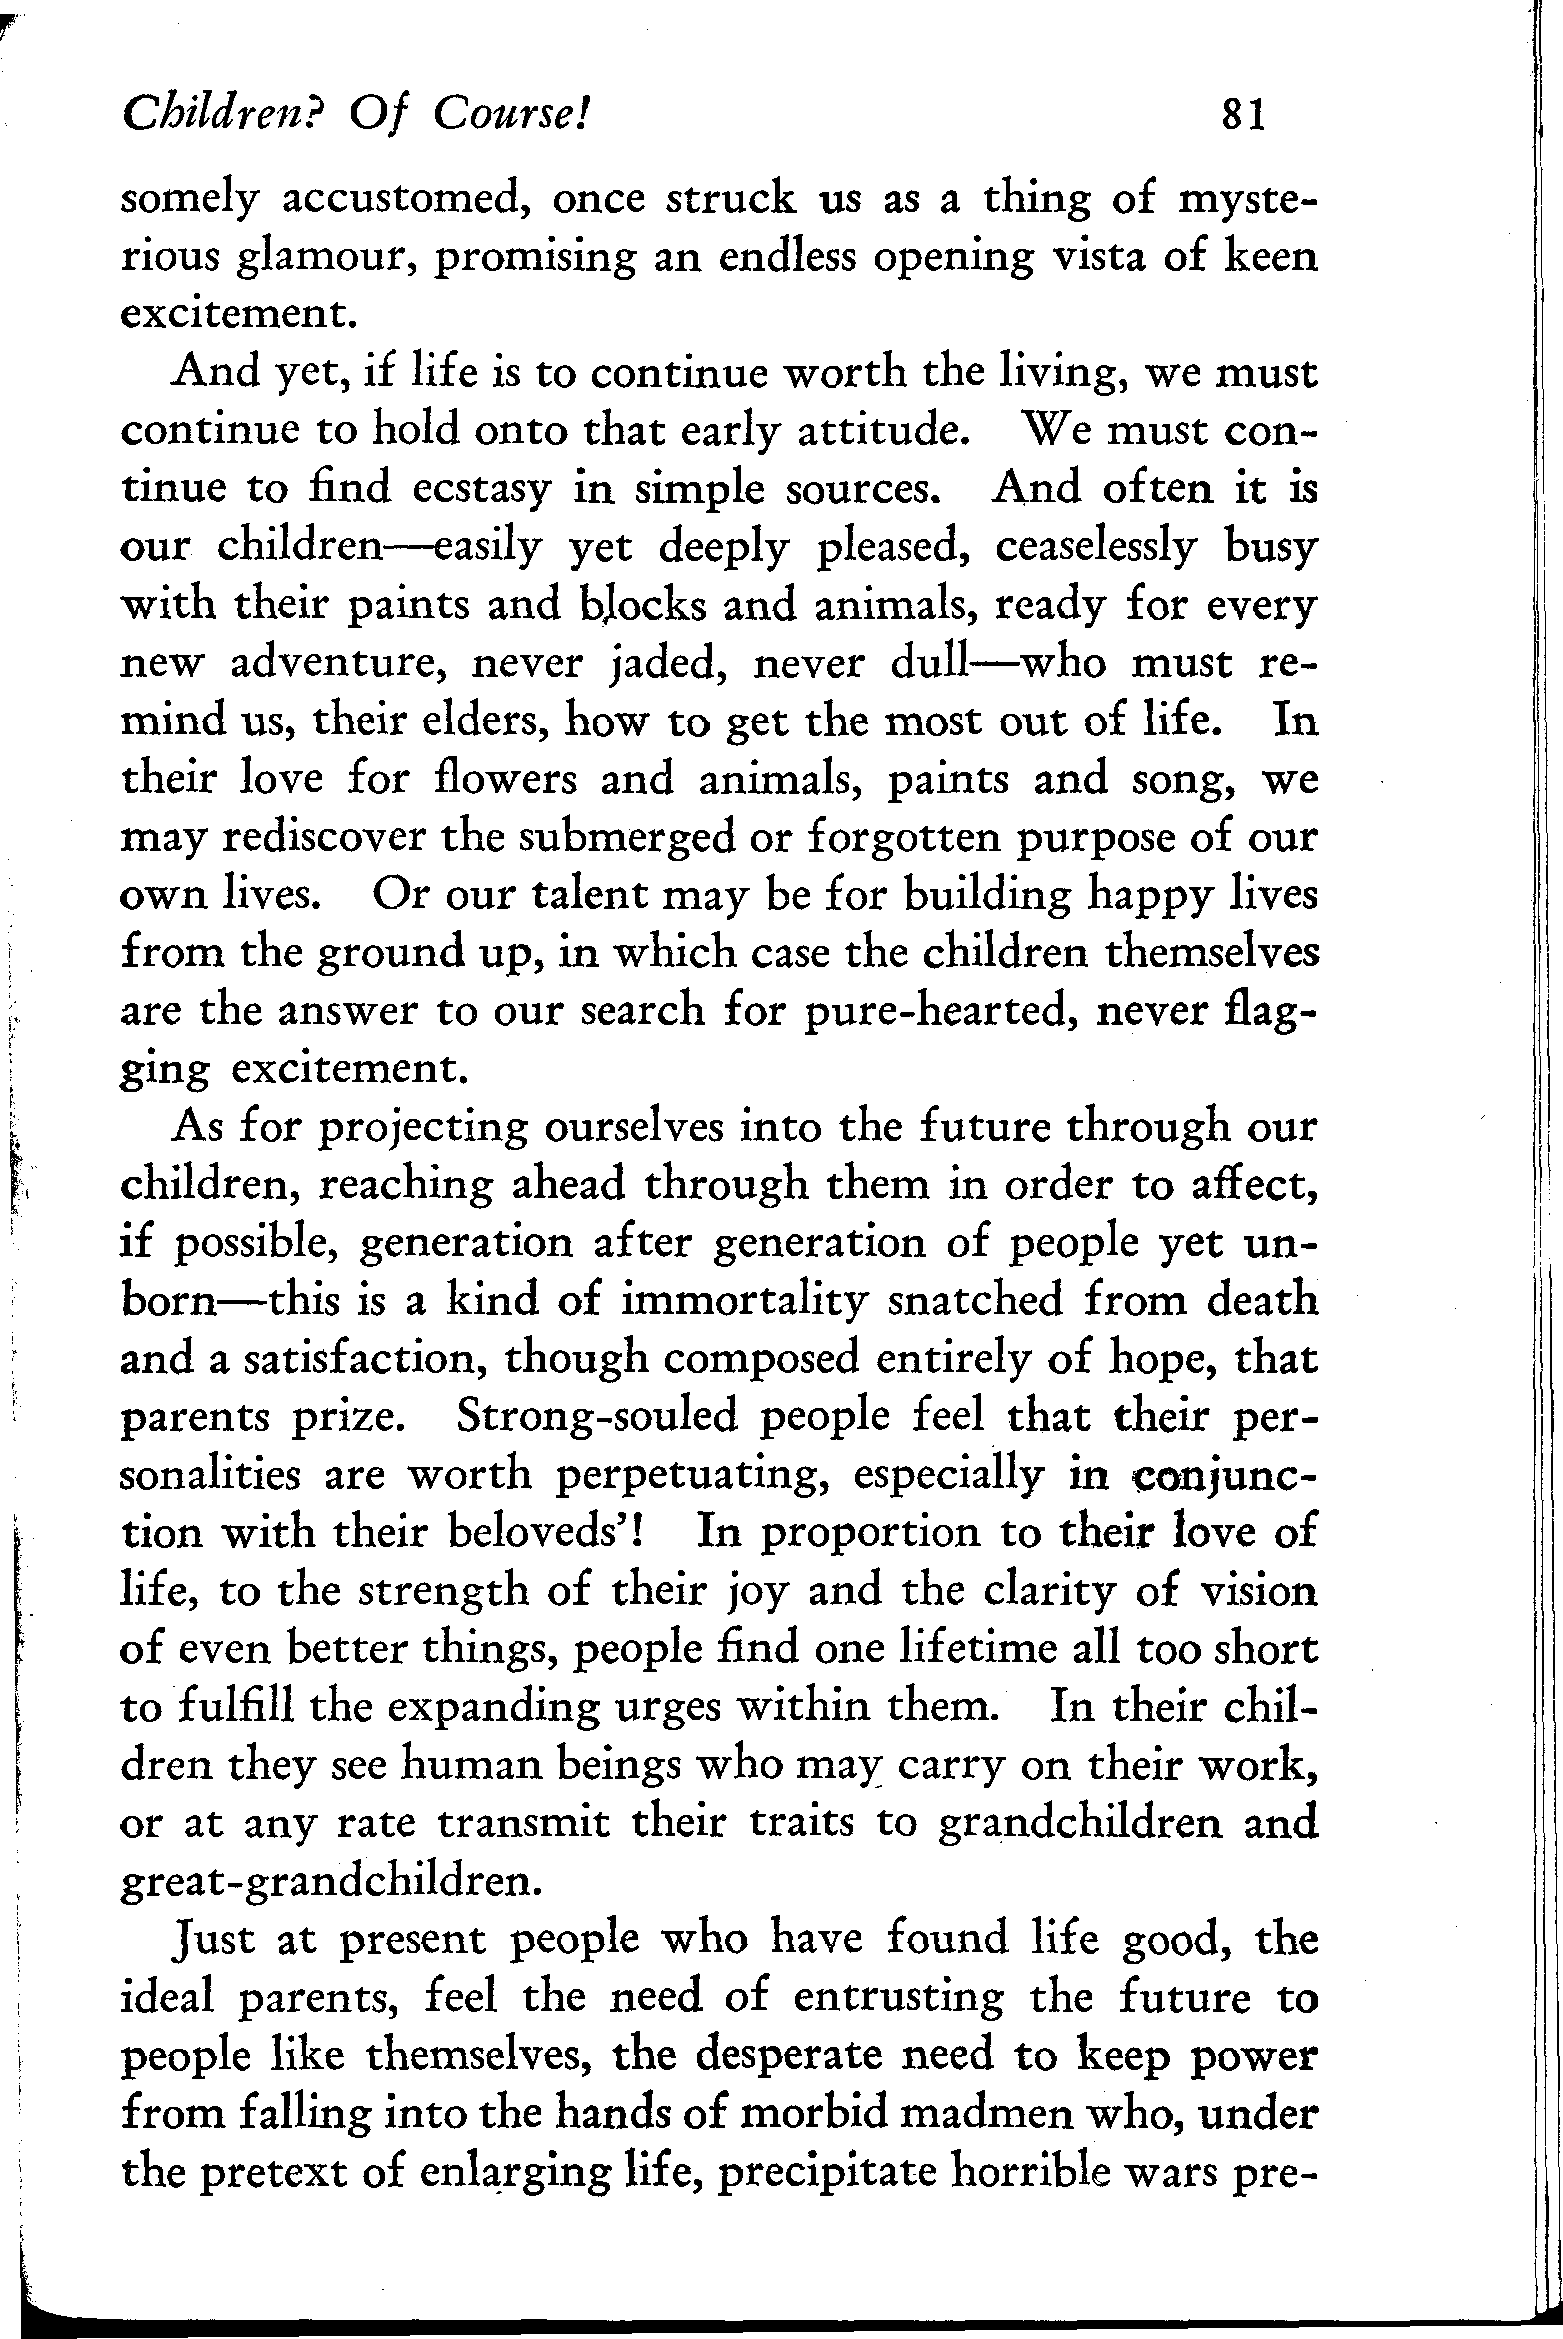 Children? Of Course! 81
somely accustomed, once struck us as a thing of myste-
rious glamour, promising an endless opening vista of keen
excitement.
And yet, if life is to continue worth the living, we must
continue to hold onto that early attitude. We must con-
tinue to find ecstasy in simple sources. And often it is
our children—easily yet deeply pleased, ceaselessly busy
with their paints and blocks and animals, ready for every
new adventure, never jaded, never dull—who must re-
mind us, their elders, how to get the most out of life. In
their love for flowers and animals, paints and song, we
may rediscover the submerged or forgotten purpose of our
own lives. Or our talent may be for building happy lives
from the ground up, in which case the children themselves
are the answer to our search for pure-hearted, never flag-
ging excitement.
As for projecting ourselves into the future through our
children, reaching ahead through them in order to affect,
if possible, generation after generation of people yet un-
born—this is a kind of immortality snatched from death
and a satisfaction, though composed entirely of hope, that
parents prize. Strong-souled people feel that their per-
sonalities are worth perpetuating, especially in conjunc-
tion with their beloveds'! In proportion to their love of
life, to the strength of their joy and the clarity of vision
of even better things, people find one lifetime all too short
to fulfill the expanding urges within them. In their chil-
dren they see human beings who may carry on their work,
or at any rate transmit their traits to grandchildren and
great-grandchildren.
Just at present people who have found life good, the
ideal parents, feel the need of entrusting the future to
people like themselves, the desperate need to keep power
from falling into the hands of morbid madmen who, under
the pretext of enlarging life, precipitate horrible wars pre-